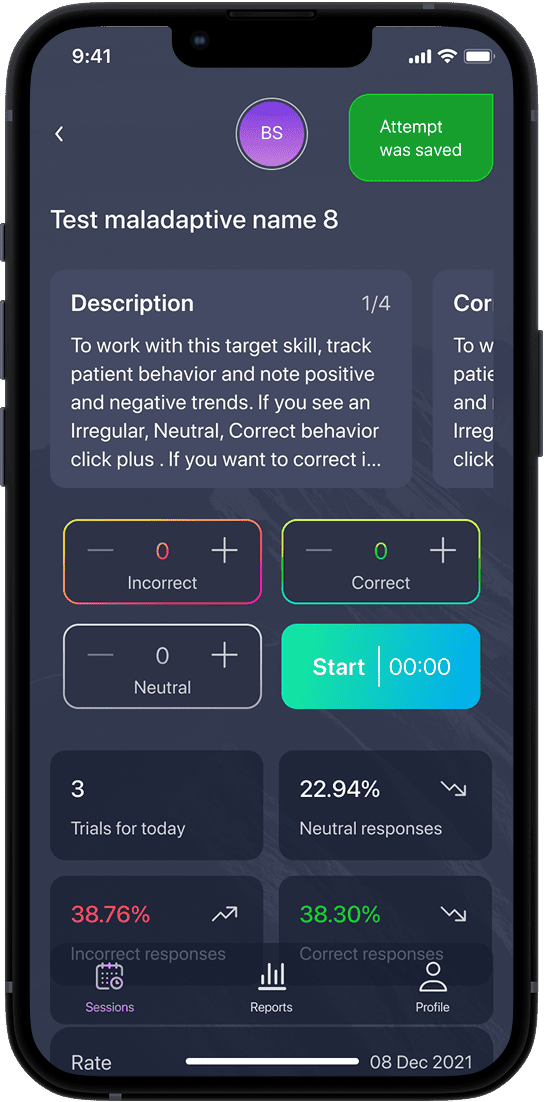 9:41
BS
Attempt
was saved
Test maladaptive name 8
Description 1/4
To work with this target skill, track
patient behavior and note positive
and negative trends. If you see an
Irregular, Neutral, Correct behavior
click plus . If you want to correct i...
Cor
To w
patie
and
Irreg
click
0
Incorrect
0
Correct
0
Neutral
Start 00:00
3
Trials for today
22.94%
Neutral responses
38.76%
Incorrect responses
38.30%
Correct responses
Sessions
Reports
Profile
Rate 08 Dec 2021